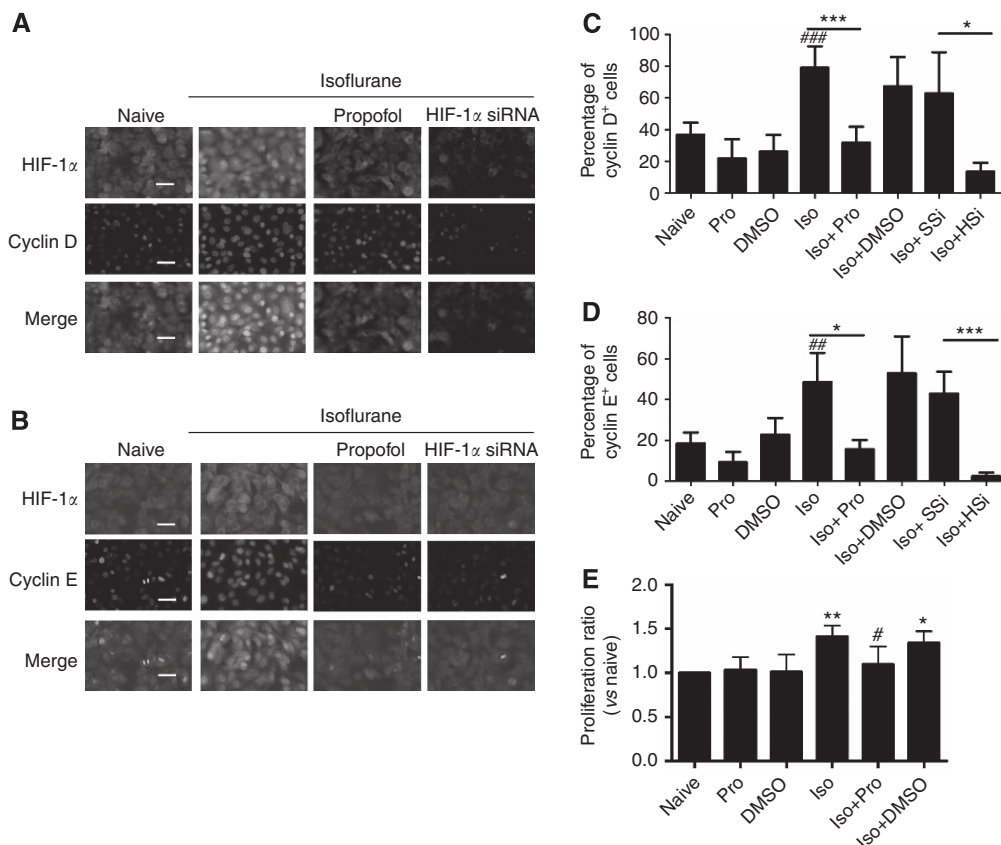 A
Isoflurane
Naive
Propofol
HIF-1α siRNA
HIF-1α
Cyclin D
Merge
B
Isoflurane
Naive
Propofol
HIF-1α siRNA
HIF-1α
Cyclin E
Merge
C
Percentage of
cyclin D+ cells
100
80
60
40
20
0
###
***
*
Naive
Pro
DMSO
Iso
Iso+ Pro
Iso+DMSO
Iso+ SSi
Iso+HSi
D
Percentage of
cyclin E+ cells
80
60
40
20
0
##
*
***
Naive
Pro
DMSO
Iso
Iso+ Pro
Iso+DMSO
Iso+ SSi
Iso+HSi
E
Proliferation ratio
(vs naive)
2.0
1.5
1.0
0.5
0.0
**
#
*
Naive
Pro
DMSO
Iso
Iso+Pro
Iso+DMSO